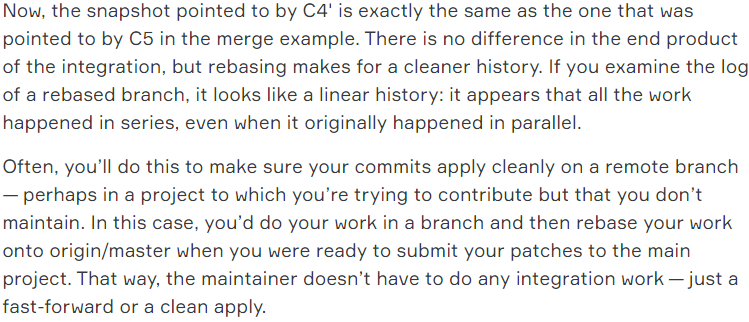 Now, the snapshot pointed to by C4' is exactly the same as the one that was
pointed to by C5 in the merge example. There is no difference in the end product
of the integration, but rebasing makes for a cleaner history. If you examine the log
of a rebased branch, it looks like a linear history: it appears that all the work
happened in series, even when it originally happened in parallel.
Often, you’ll do this to make sure your commits apply cleanly on a remote branch
— perhaps in a project to which you’re trying to contribute but that you don’t
maintain. In this case, you’d do your work in a branch and then rebase your work
onto origin/master when you were ready to submit your patches to the main
project. That way, the maintainer doesn’t have to do any integration work — just a
fast-forward or a clean apply.